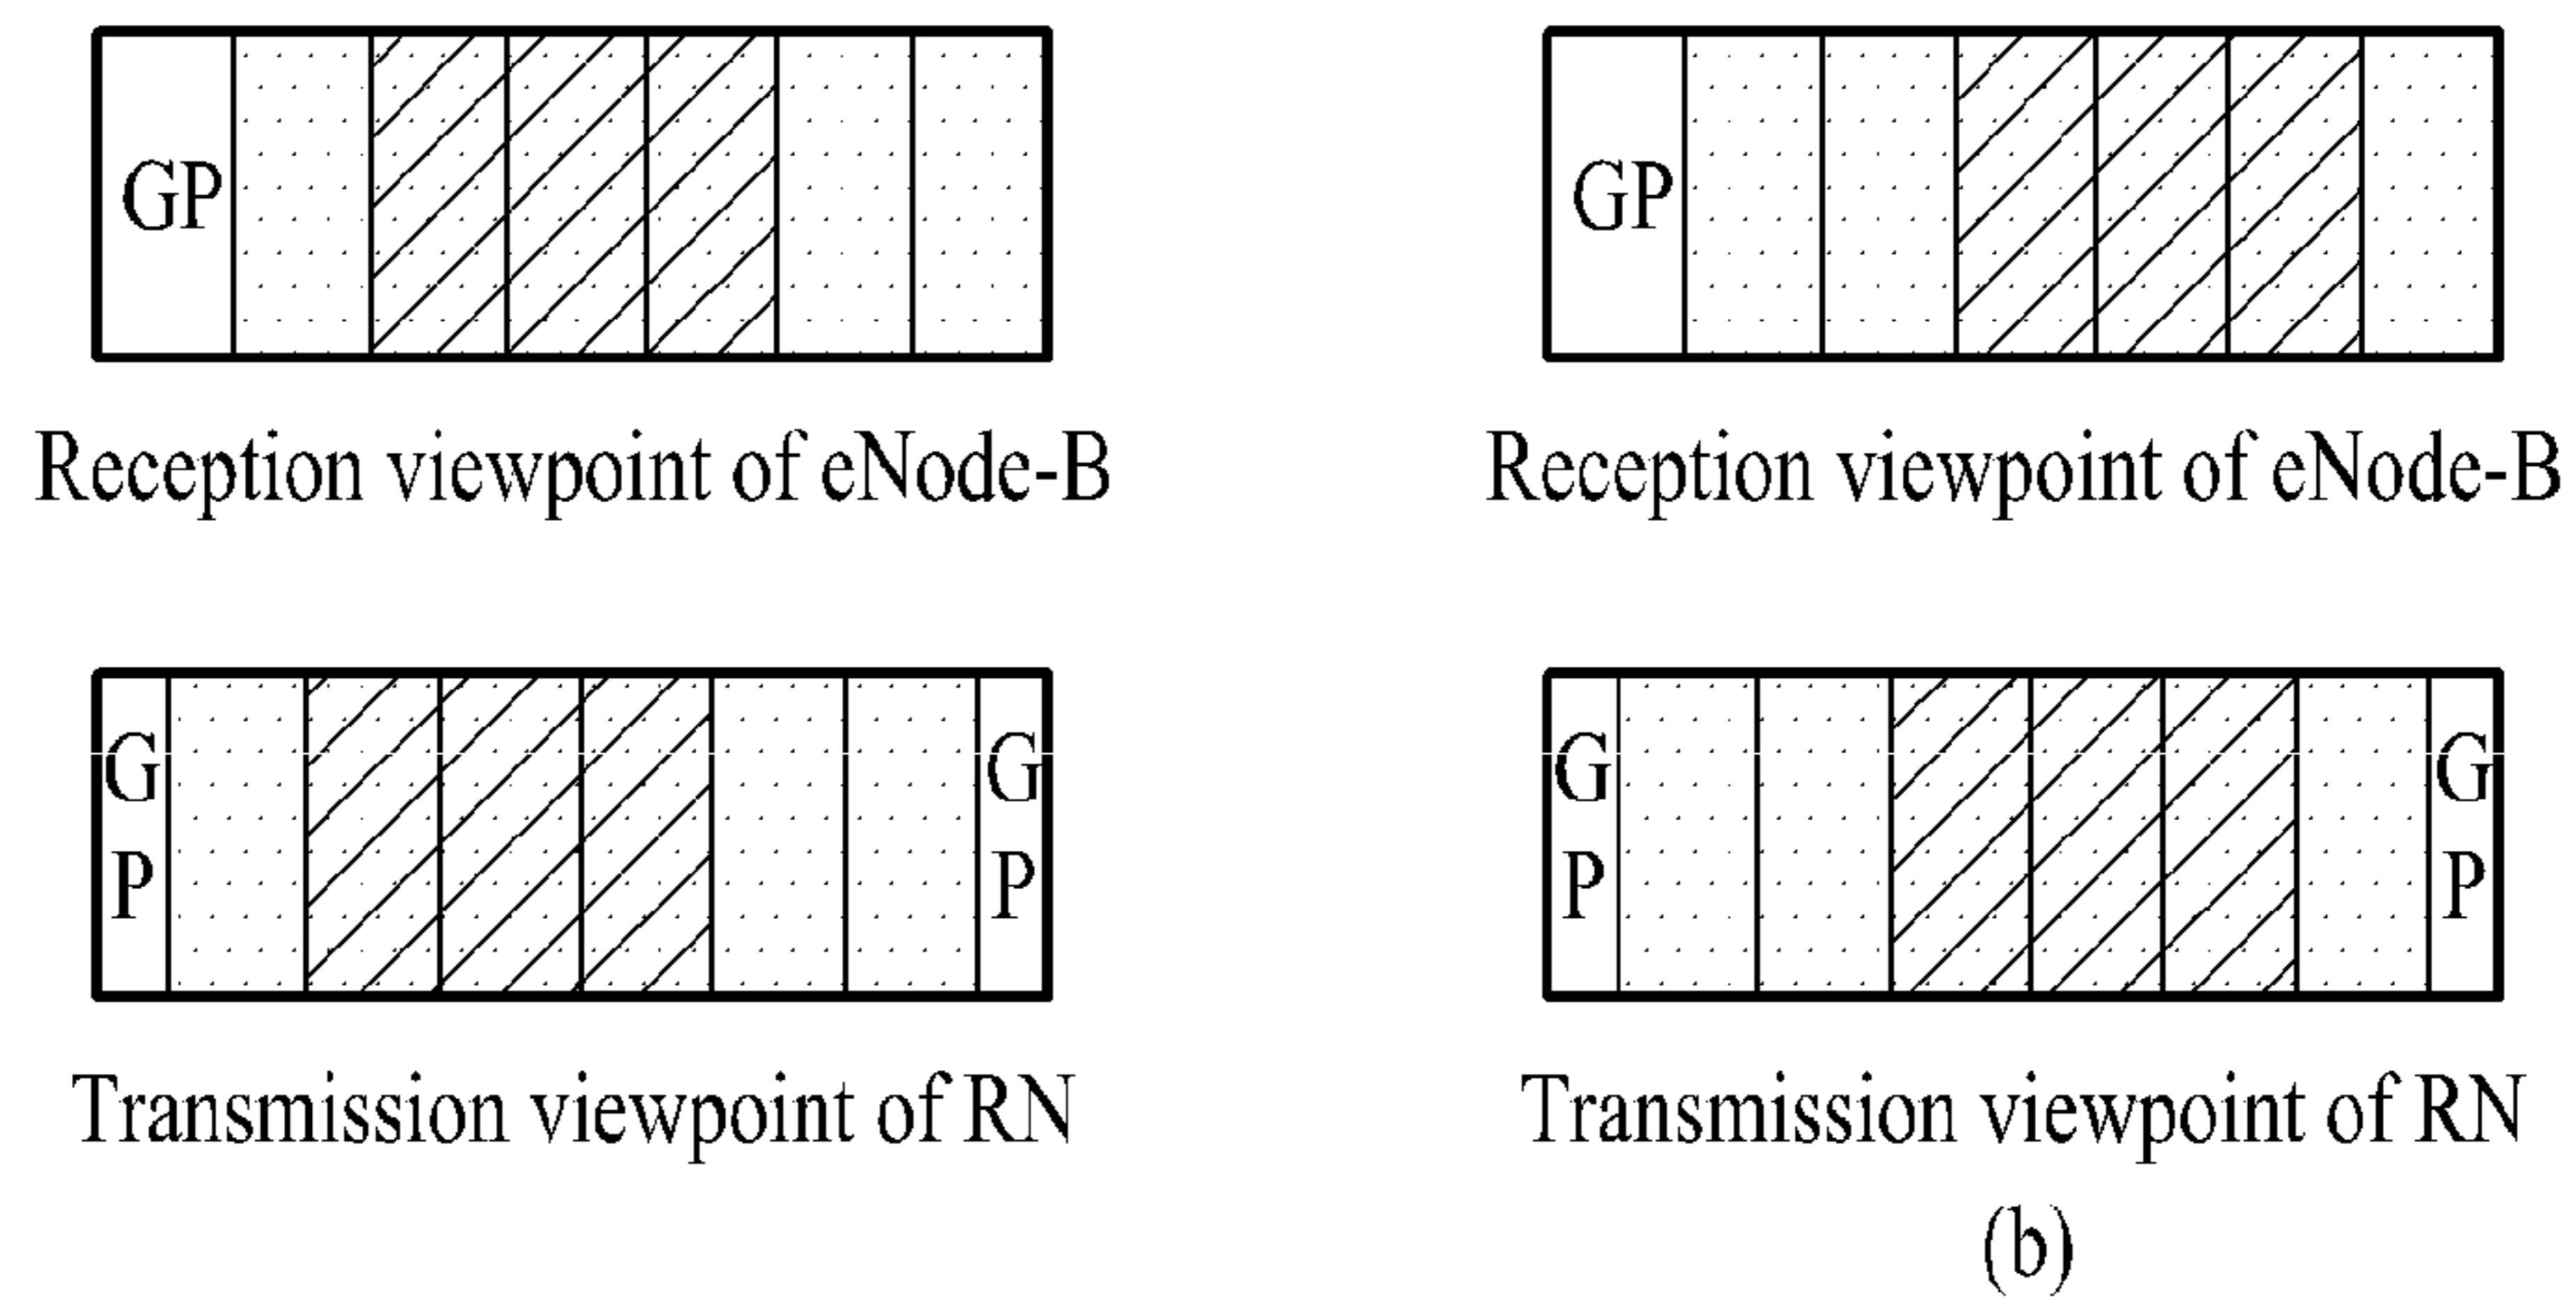 GP
GP
Reception viewpoint of eNode-B
Reception viewpoint of eNode-B
G
P
G
P
G
P
G
P
Transmission viewpoint of RN
Transmission viewpoint of RN
(b)